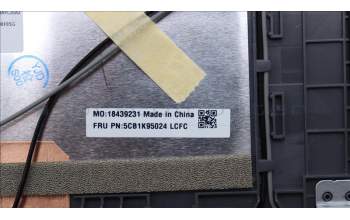 MO:18439231 Made in China
FRU PN:5CB1K95024 LCFC